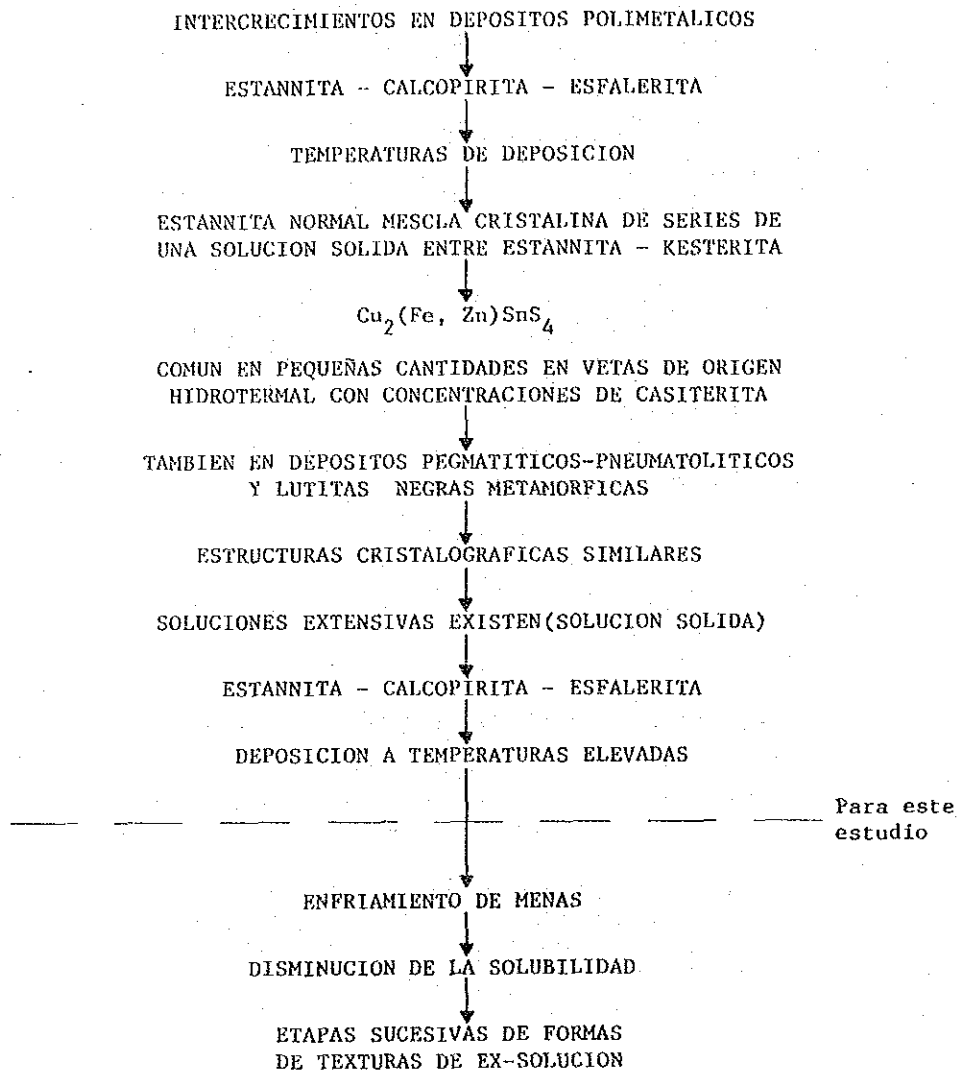 INTERCRECIMIENTOS EN DEPOSITOS POLIMETALICOS
ESTANNITA - CALCOPIRITA - ESFALERITA
TEMPERATURAS DE DEPOSICION
ESTANNITA NORMAL MESCLA CRISTALINA DE SERIES DE
UNA SOLUCION SOLIDA ENTRE ESTANNITA - KESTERITA
Cu2(Fe, Zn)SnS4
COMUN EN PEQUEÑAS CANTIDADES EN VETAS DE ORIGEN
HIDROTERMAL CON CONCENTRACIONES DE CASITERITA
TAMBIEN EN DEPOSITOS PEGMATITICOS-PNEUMATOLITICOS
Y LUTITAS NEGRAS METAMORFICAS
ESTRUCTURAS CRISTALOGRAFICAS SIMILARES
SOLUCIONES EXTENSIVAS EXISTEN(SOLUCION SOLIDA)
ESTANNITA - CALCOPIRITA - ESFALERITA
DEPOSICION A TEMPERATURAS ELEVADAS
Para este
estudio
ENFRIAMIENTO DE MENAS
DISMINUCION DE LA SOLUBILIDAD
ETAPAS SUCESIVAS DE FORMAS
DE TEXTURAS DE EX-SOLUCION